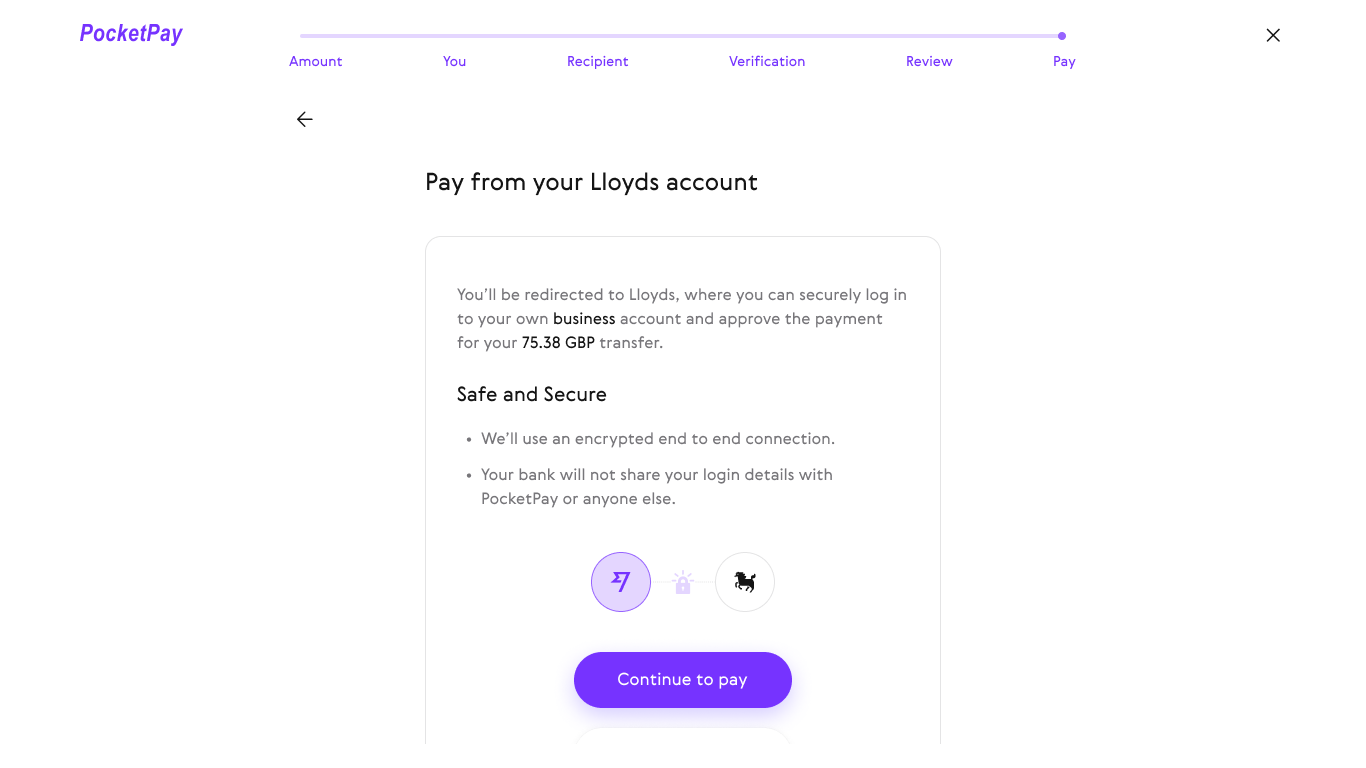 PocketPay
Amount
You
Recipient
Verification
Review
Pay
Pay from your Lloyds account
You'll be redirected to Lloyds, where you can securely log in
to your own business account and approve the payment
for your 75.38 GBP transfer.
Safe and Secure
• We'll use an encrypted end to end connection.
• Your bank will not share your login details with
PocketPay or anyone else.
Continue to pay